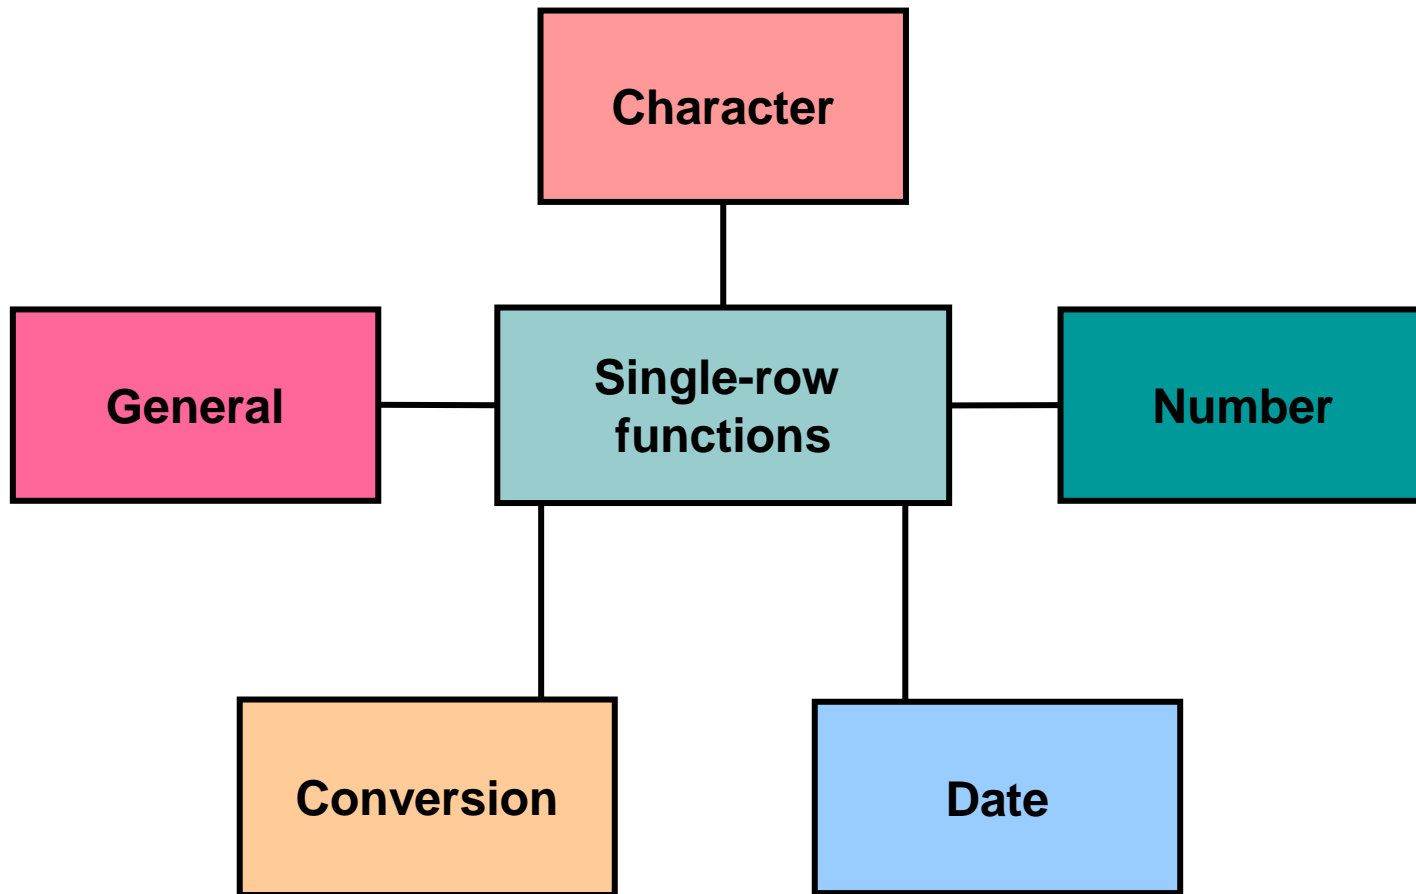 Character
General
Single-row
functions
Number
Conversion
Date